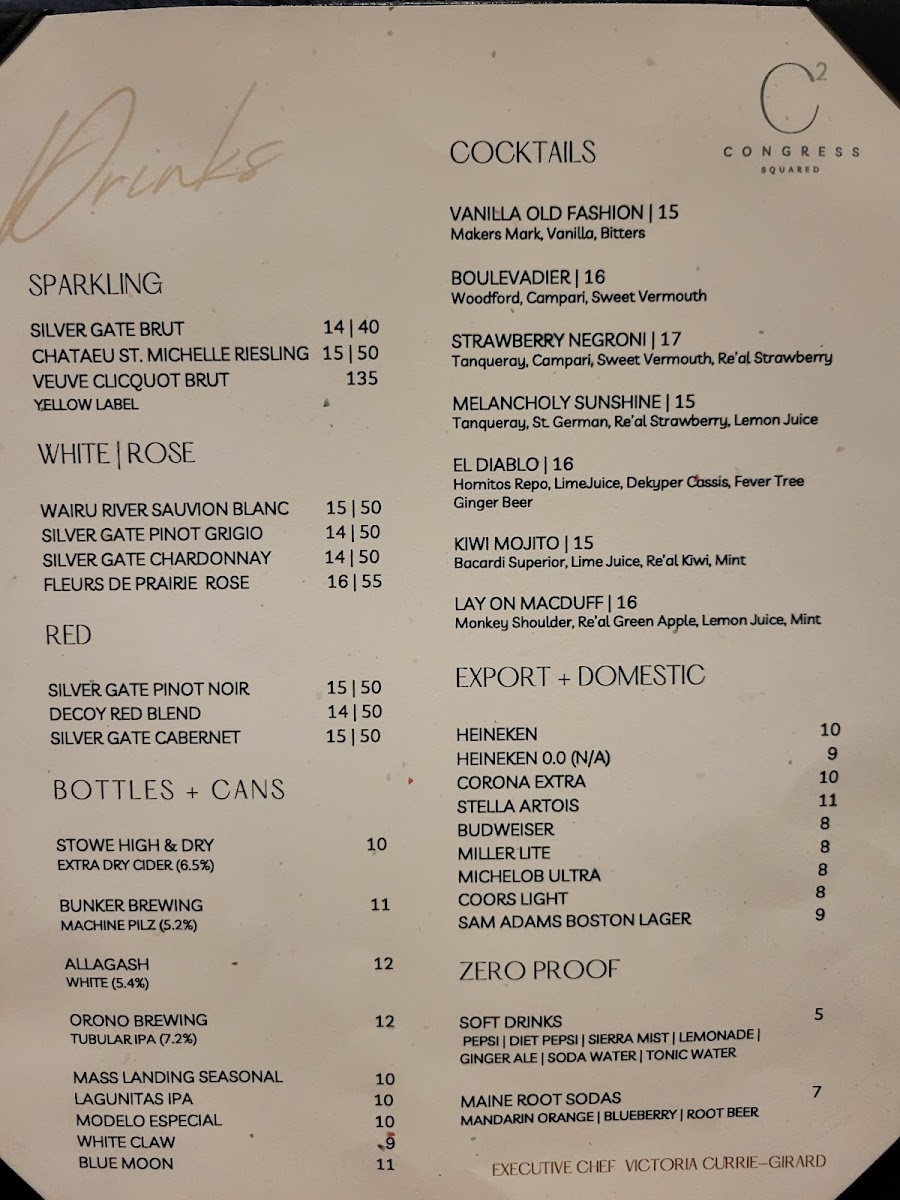 Drinks
SPARKLING
SILVER GATE BRUT 14 | 40
CHATAEU ST. MICHELLE RIESLING 15 | 50
VEUVE CLICQUOT BRUT 135
YELLOW LABEL
WHITE | ROSE
WAIRU RIVER SAUVION BLANC 15 | 50
SILVER GATE PINOT GRIGIO 14 | 50
SILVER GATE CHARDONNAY 14 | 50
FLEURS DE PRAIRIE ROSE 16 | 55
RED
SILVER GATE PINOT NOIR 15 | 50
DECOY RED BLEND 14 | 50
SILVER GATE CABERNET 15 | 50
BOTTLES + CANS
STOWE HIGH & DRY 10
EXTRA DRY CIDER (6.5%)
BUNKER BREWING 11
MACHINE PILZ (5.2%)
ALLAGASH 12
WHITE (5.4%)
ORONO BREWING 12
TUBULAR IPA (7.2%)
MASS LANDING SEASONAL 10
LAGUNITAS IPA 10
MODELO ESPECIAL 10
WHITE CLAW 9
BLUE MOON 11
C2
CONGRESS
SQUARED
COCKTAILS
VANILLA OLD FASHION | 15
Makers Mark, Vanilla, Bitters
BOULEVADIER | 16
Woodford, Campari, Sweet Vermouth
STRAWBERRY NEGRONI | 17
Tanqueray, Campari, Sweet Vermouth, Re'al Strawberry
MELANCHOLY SUNSHINE | 15
Tanqueray, St. German, Re'al Strawberry, Lemon Juice
EL DIABLO | 16
Hornitos Repo, LimeJuice, Dekyper Cassis, Fever Tree
Ginger Beer
KIWI MOJITO | 15
Bacardi Superior, Lime Juice, Re'al Kiwi, Mint
LAY ON MACDUFF | 16
Monkey Shoulder, Re'al Green Apple, Lemon Juice, Mint
EXPORT + DOMESTIC
HEINEKEN 10
HEINEKEN 0.0 (N/A) 9
CORONA EXTRA 10
STELLA ARTOIS 11
BUDWEISER 8
MILLER LITE 8
MICHELOB ULTRA 8
COORS LIGHT 8
SAM ADAMS BOSTON LAGER 9
ZERO PROOF
SOFT DRINKS 5
PEPSI | DIET PEPSI | SIERRA MIST | LEMONADE |
GINGER ALE | SODA WATER | TONIC WATER
MAINE ROOT SODAS 7
MANDARIN ORANGE | BLUEBERRY | ROOT BEER
EXECUTIVE CHEF VICTORIA CURRIE-GIRARD